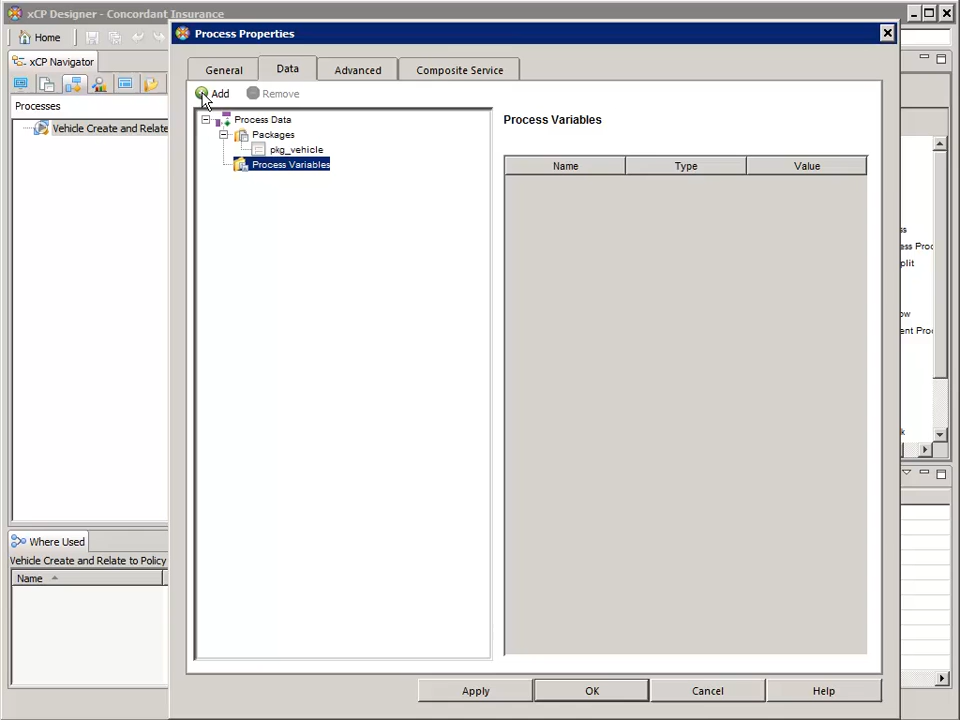 xCP Designer - Concordant Insurance
Home
Process Properties
xCP Navigator
General
Data
Advanced
Composite Service
Add
Remove
Processes
Vehicle Create and Relate
Process Data
Packages
pkg_vehicle
Process Variables
Process Variables
Name
Type
Value
Where Used
Vehicle Create and Relate to Policy
Name
Apply
OK
Cancel
Help